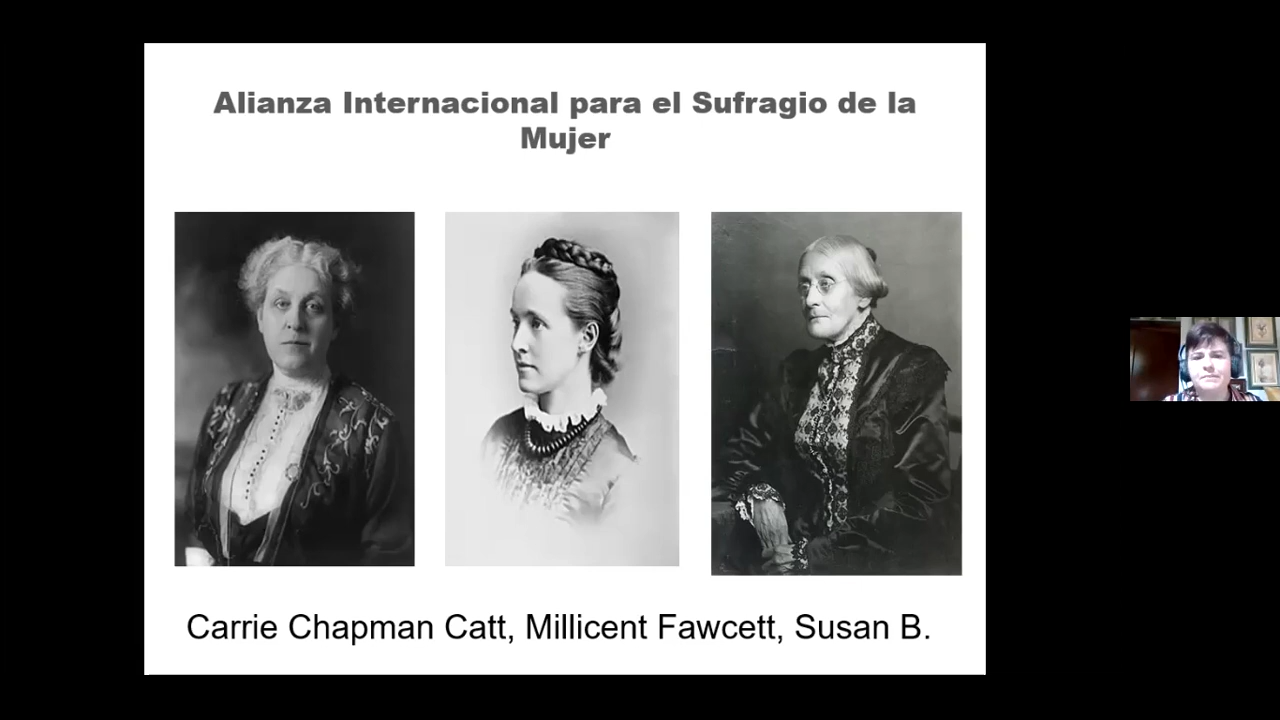 Alianza Internacional para el Sufragio de la
Mujer
Carrie Chapman Catt, Millicent Fawcett, Susan B.